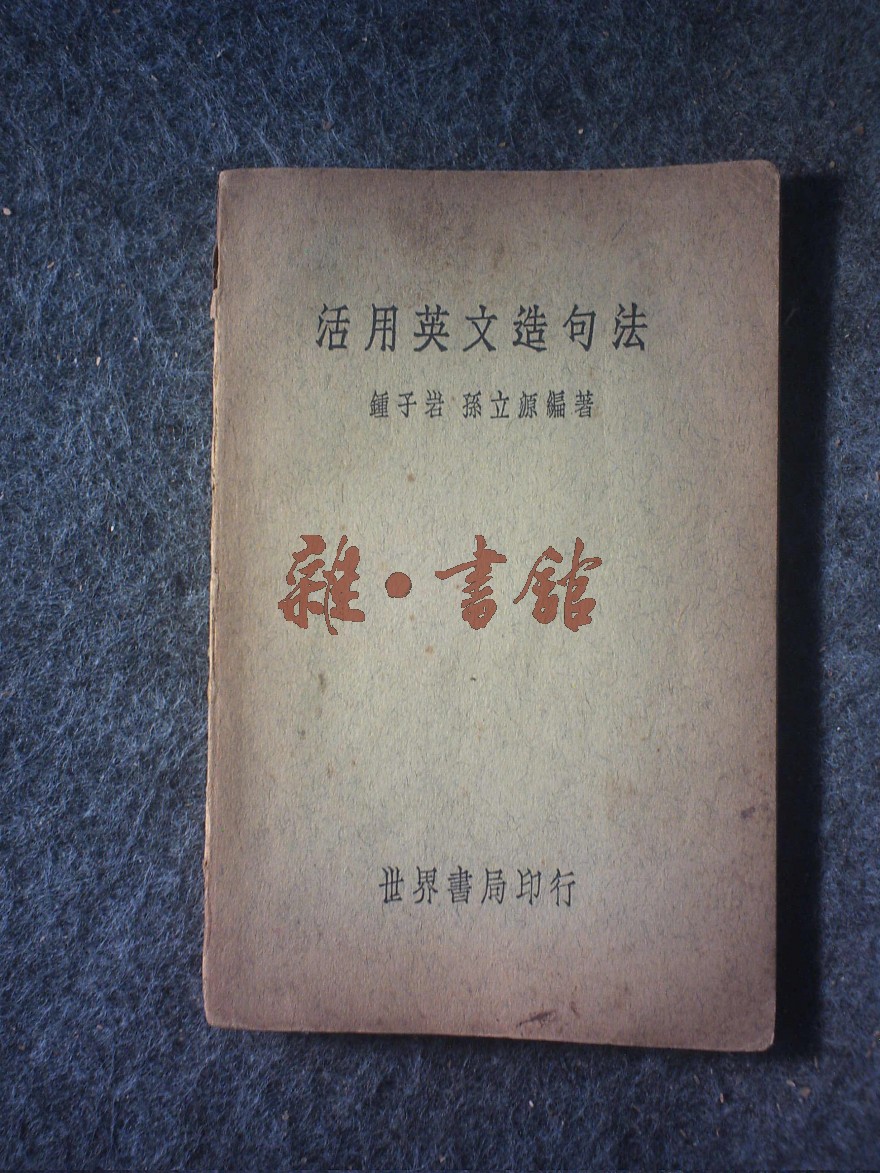 活用英文造句法
鍾子岩 孫立源編著
雜·書館
世界書局印行